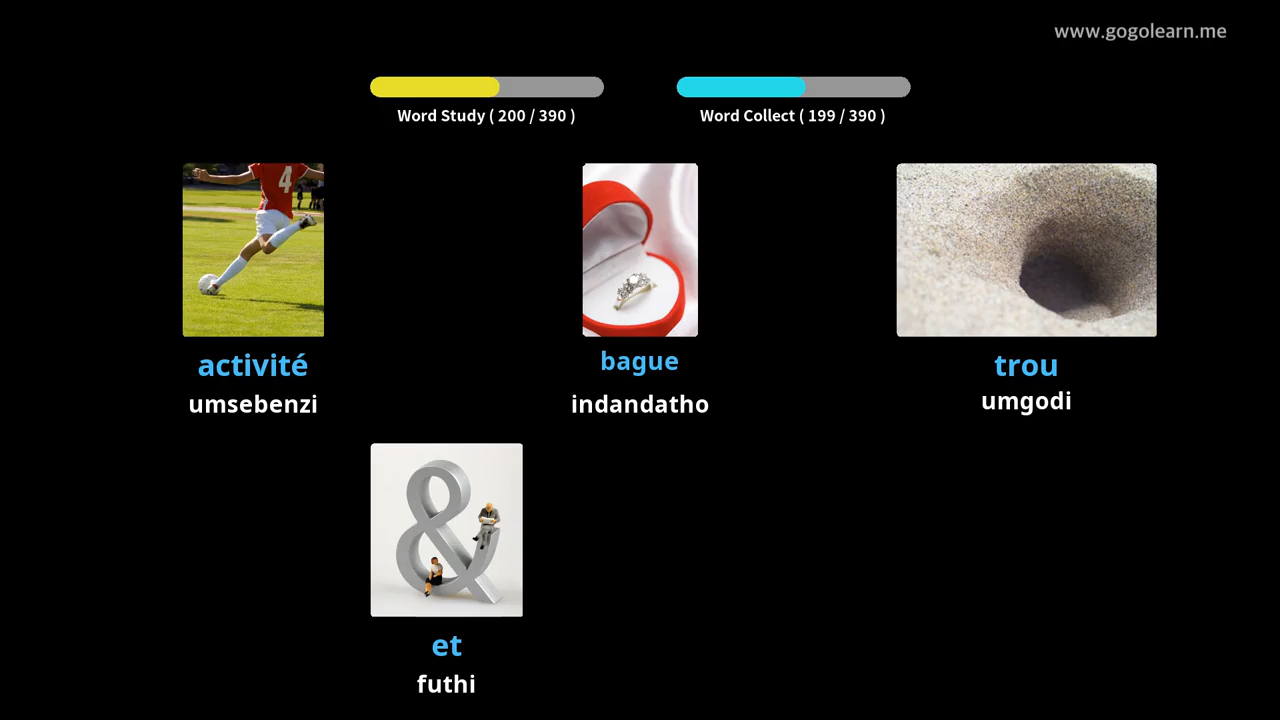 www.gogolearn.me
Word Study ( 200 / 390 )
Word Collect ( 199 / 390 )
4
activité
umsebenzi
bague
indandatho
trou
umgodi
&
et
futhi